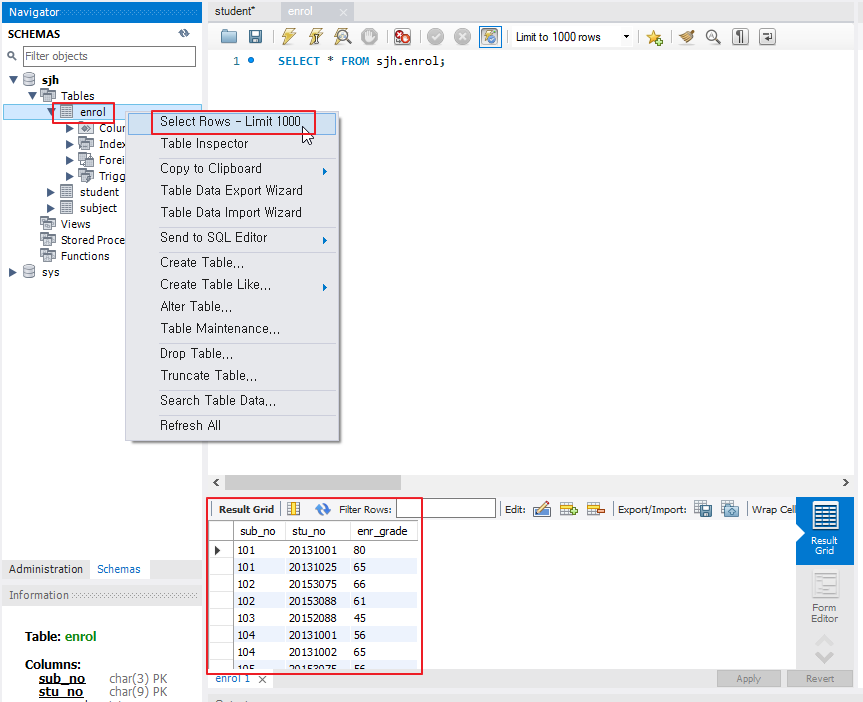 Navigator
SCHEMAS
Filter objects
sjh
Tables
enrol
Colu
Index
Forei
Trigg
student
subject
Views
Stored Proce
Functions
sys
Select Rows - Limit 1000
Table Inspector
Copy to Clipboard
Table Data Export Wizard
Table Data Import Wizard
Send to SQL Editor
Create Table...
Create Table Like...
Alter Table...
Table Maintenance...
Drop Table...
Truncate Table...
Search Table Data...
Refresh All
student*
enrol
Limit to 1000 rows
1 SELECT * FROM sjh.enrol;
Result Grid Filter Rows: Edit: Export/Import: Wrap Cell
sub_no stu_no enr_grade
101 20131001 80
101 20131025 65
102 20153075 66
102 20153088 61
103 20152088 45
104 20131001 56
104 20131002 65
105 20153075 56
enrol 1
Apply Revert
Result
Grid
Form
Editor
Administration Schemas
Information
Table: enrol
Columns:
sub_no char(3) PK
stu_no char(9) PK